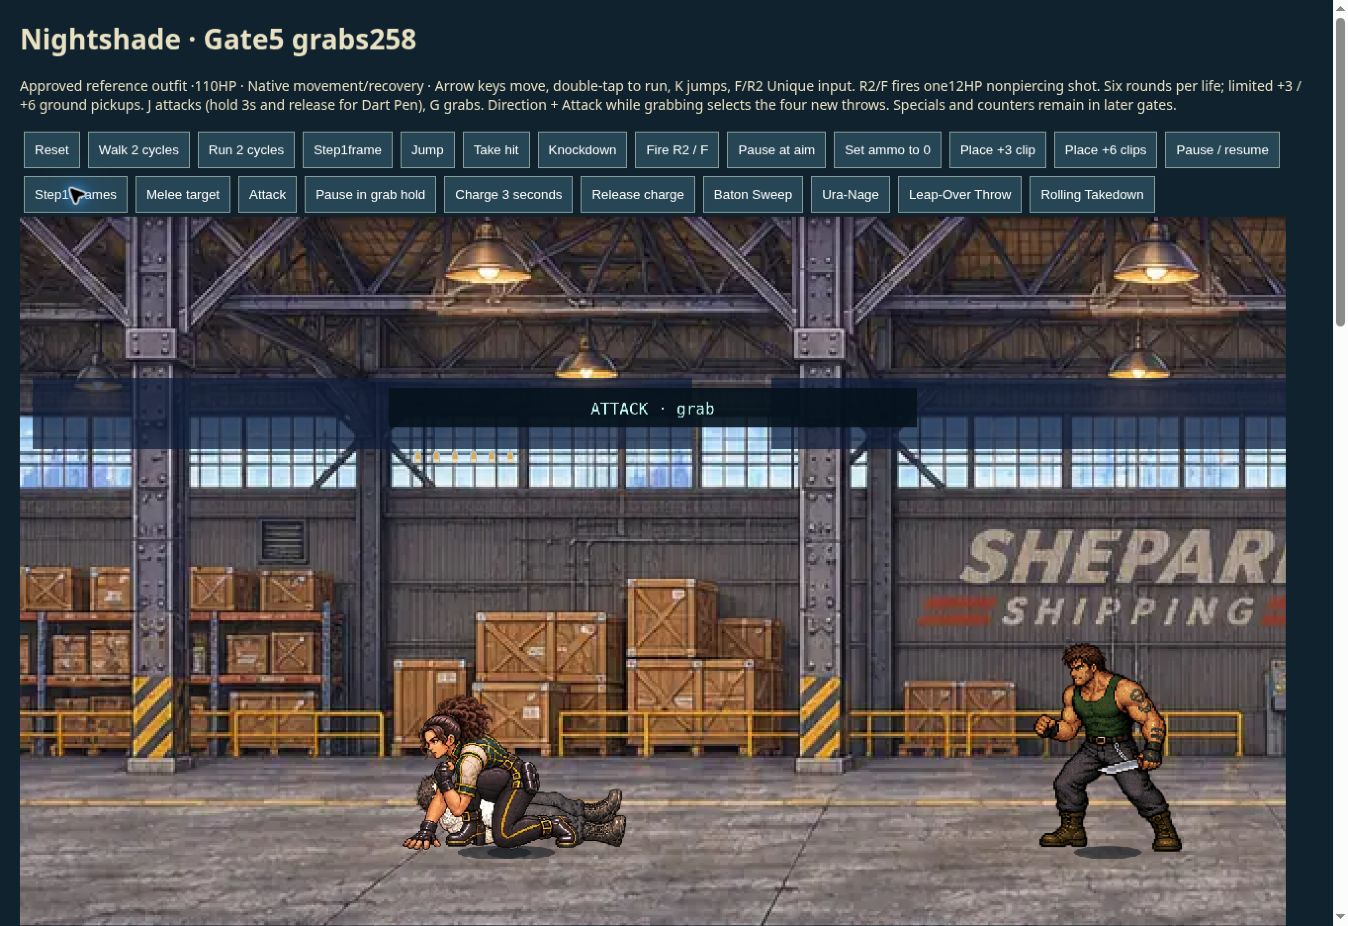 Nightshade · Gate5 grabs258
Approved reference outfit ·110HP · Native movement/recovery · Arrow keys move, double-tap to run, K jumps, F/R2 Unique input. R2/F fires one12HP nonpiercing shot. Six rounds per life; limited +3 /
+6 ground pickups. J attacks (hold 3s and release for Dart Pen), G grabs. Direction + Attack while grabbing selects the four new throws. Specials and counters remain in later gates.
Reset Walk 2 cycles Run 2 cycles Step1frame Jump Take hit Knockdown Fire R2 / F Pause at aim Set ammo to 0 Place +3 clip Place +6 clips Pause / resume
Melee target Attack Pause in grab hold Charge 3 seconds Release charge Baton Sweep Ura-Nage Leap-Over Throw Rolling Takedown
ATTACK · grab
SHIPPING